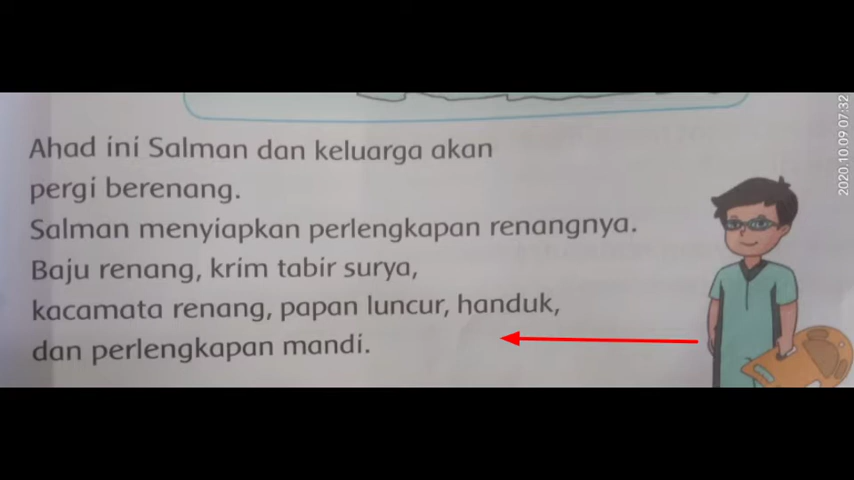 Ahad ini Salman dan keluarga akan
pergi berenang.
Salman menyiapkan perlengkapan renangnya.
Baju renang, krim tabir surya,
kacamata renang, papan luncur, handuk,
dan perlengkapan mandi.
2020.10.09 07:32